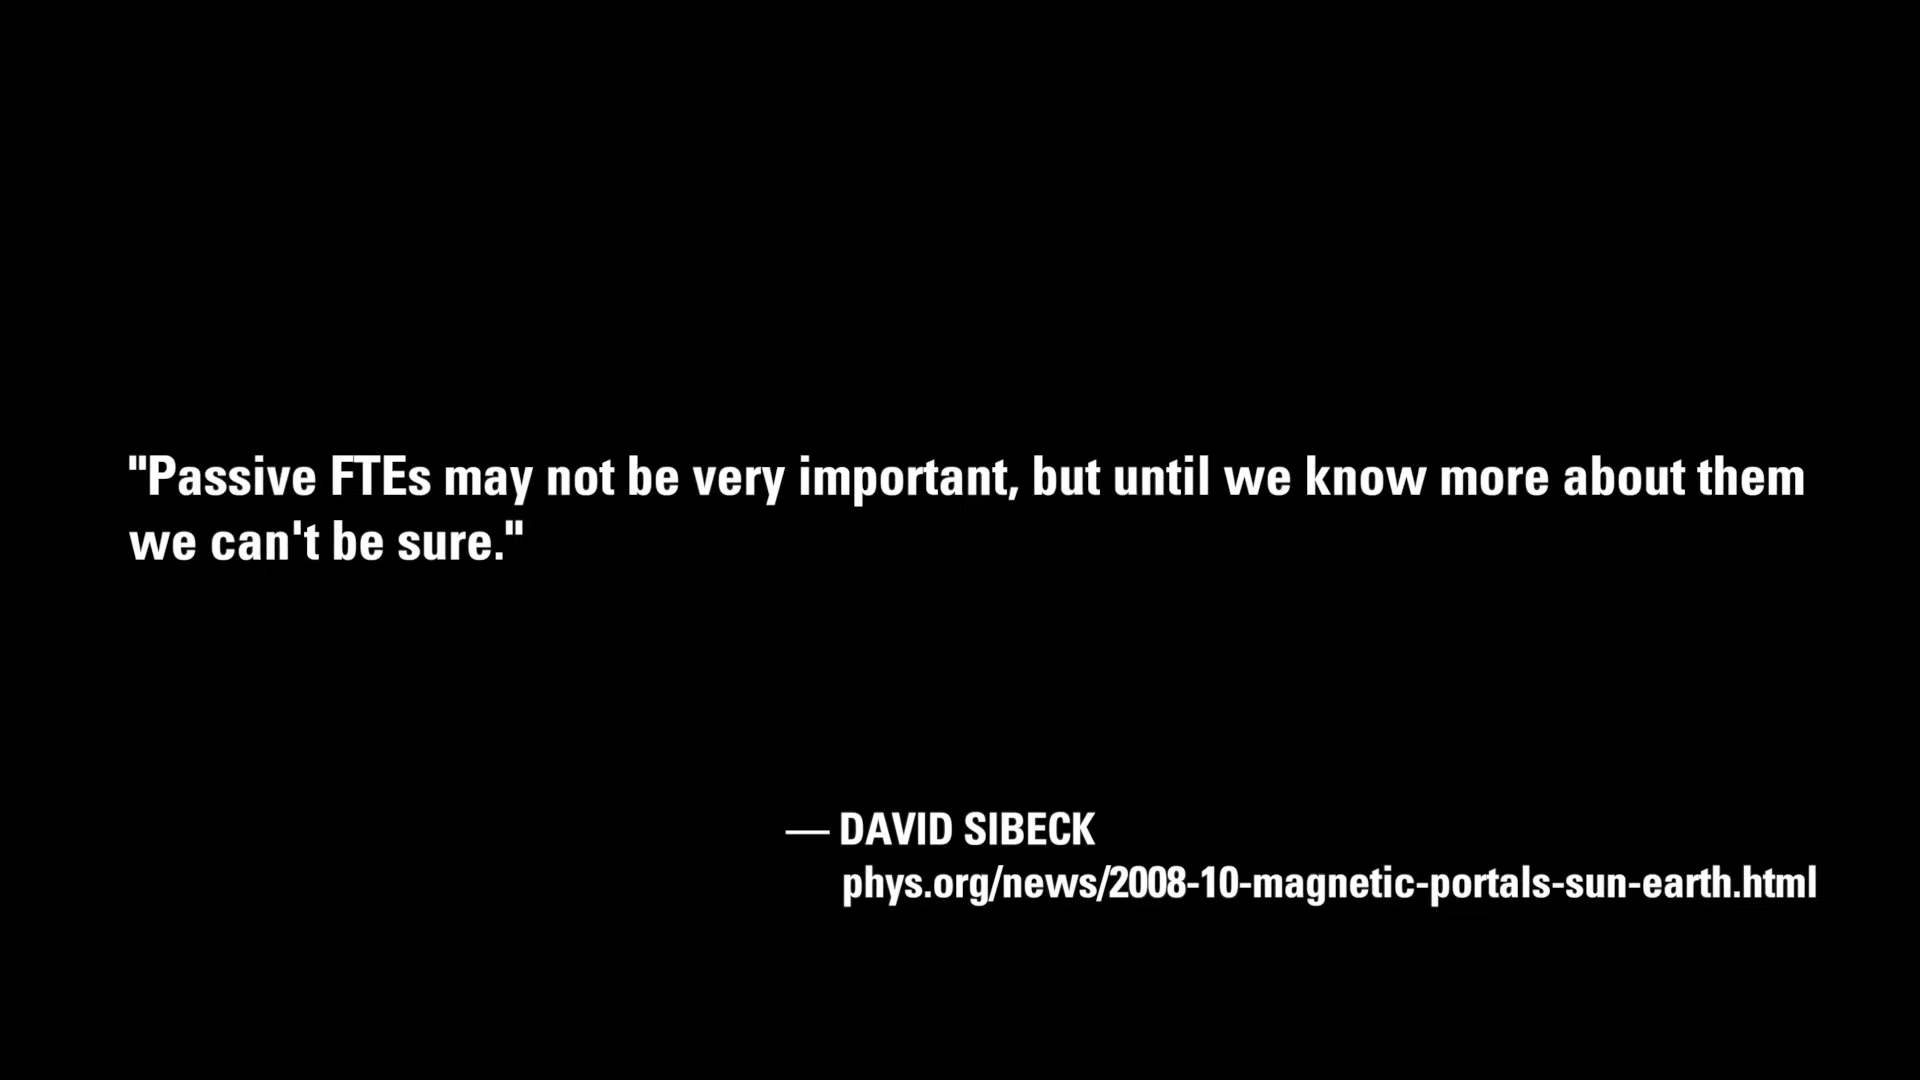 "Passive FTEs may not be very important, but until we know more about them
we can't be sure."
— DAVID SIBECK
phys.org/news/2008-10-magnetic-portals-sun-earth.html